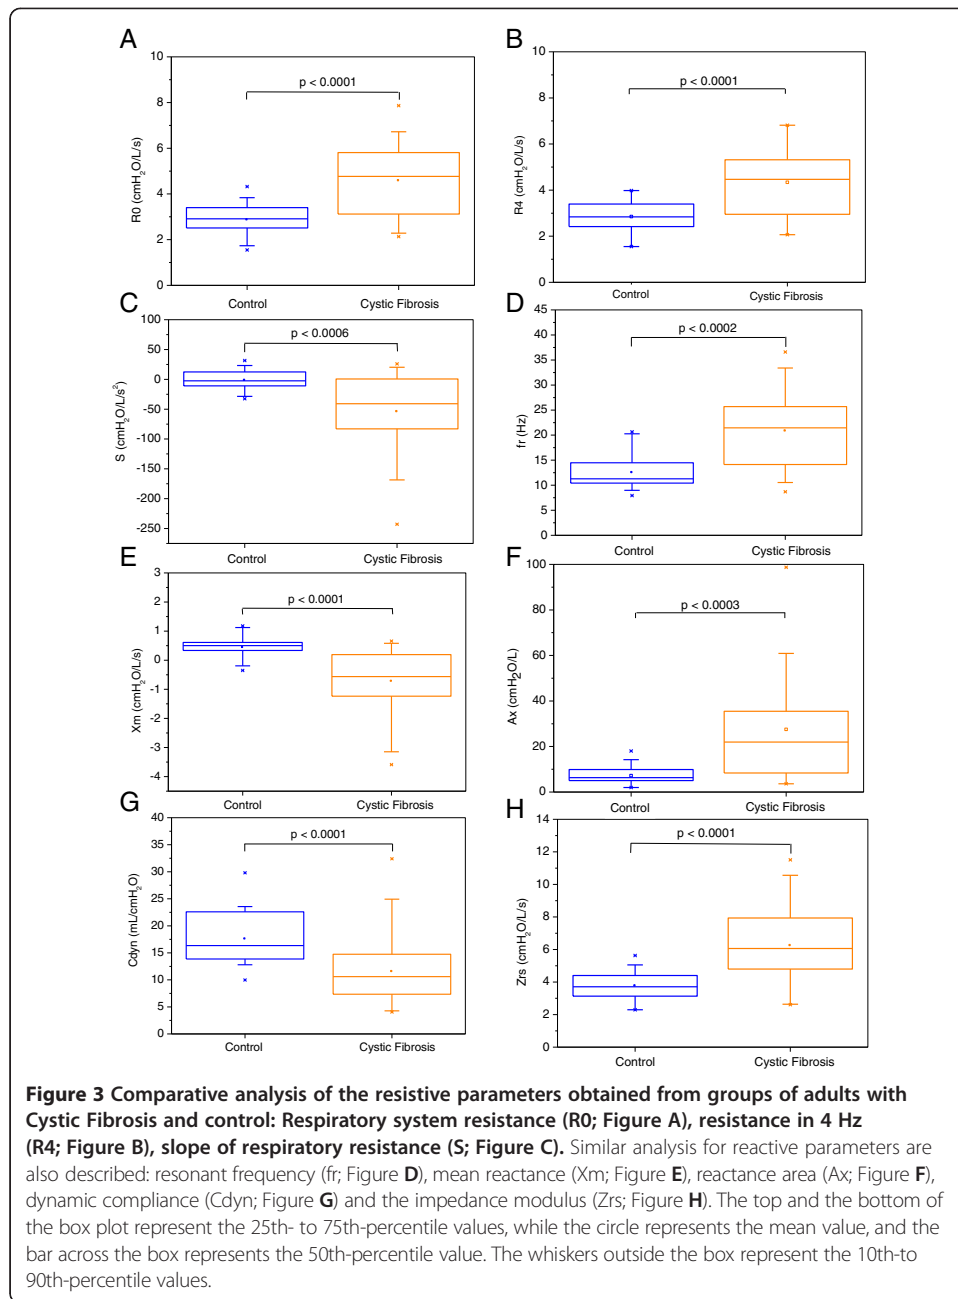 A
10
8
6
4
2
0
R0 (cmH2O/L/s)
p < 0.0001
Control
Cystic Fibrosis
B
10
8
6
4
2
0
R4 (cmH2O/L/s)
p < 0.0001
Control
Cystic Fibrosis
C
100
50
0
-50
-100
-150
-200
-250
S (cmH2O/L/s²)
p < 0.0006
Control
Cystic Fibrosis
D
45
40
35
30
25
20
15
10
5
0
fr (Hz)
p < 0.0002
Control
Cystic Fibrosis
E
3
2
1
0
-1
-2
-3
-4
Xm (cmH2O/L/s)
p < 0.0001
Control
Cystic Fibrosis
F
100
80
60
40
20
0
Ax (cmH2O/L)
p < 0.0003
Control
Cystic Fibrosis
G
40
35
30
25
20
15
10
5
0
Cdyn (mL/cmH2O)
p < 0.0001
Control
Cystic Fibrosis
H
14
12
10
8
6
4
2
0
Zrs (cmH2O/L/s)
p < 0.0001
Control
Cystic Fibrosis
Figure 3 Comparative analysis of the resistive parameters obtained from groups of adults with
Cystic Fibrosis and control: Respiratory system resistance (R0; Figure A), resistance in 4 Hz
(R4; Figure B), slope of respiratory resistance (S; Figure C). Similar analysis for reactive parameters are
also described: resonant frequency (fr; Figure D), mean reactance (Xm; Figure E), reactance area (Ax; Figure F),
dynamic compliance (Cdyn; Figure G) and the impedance modulus (Zrs; Figure H). The top and the bottom of
the box plot represent the 25th- to 75th-percentile values, while the circle represents the mean value, and the
bar across the box represents the 50th-percentile value. The whiskers outside the box represent the 10th-to
90th-percentile values.